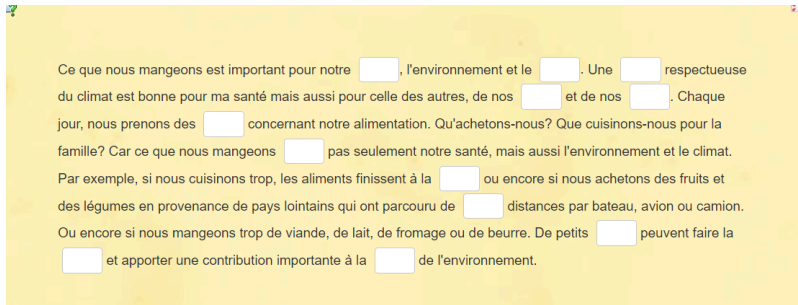 Ce que nous mangeons est important pour notre , l'environnement et le . Une respectueuse
du climat est bonne pour ma santé mais aussi pour celle des autres, de nos et de nos . Chaque
jour, nous prenons des concernant notre alimentation. Qu'achetons-nous? Que cuisinons-nous pour la
famille? Car ce que nous mangeons pas seulement notre santé, mais aussi l'environnement et le climat.
Par exemple, si nous cuisinons trop, les aliments finissent à la ou encore si nous achetons des fruits et
des légumes en provenance de pays lointains qui ont parcouru de distances par bateau, avion ou camion.
Ou encore si nous mangeons trop de viande, de lait, de fromage ou de beurre. De petits peuvent faire la
et apporter une contribution importante à la de l'environnement.